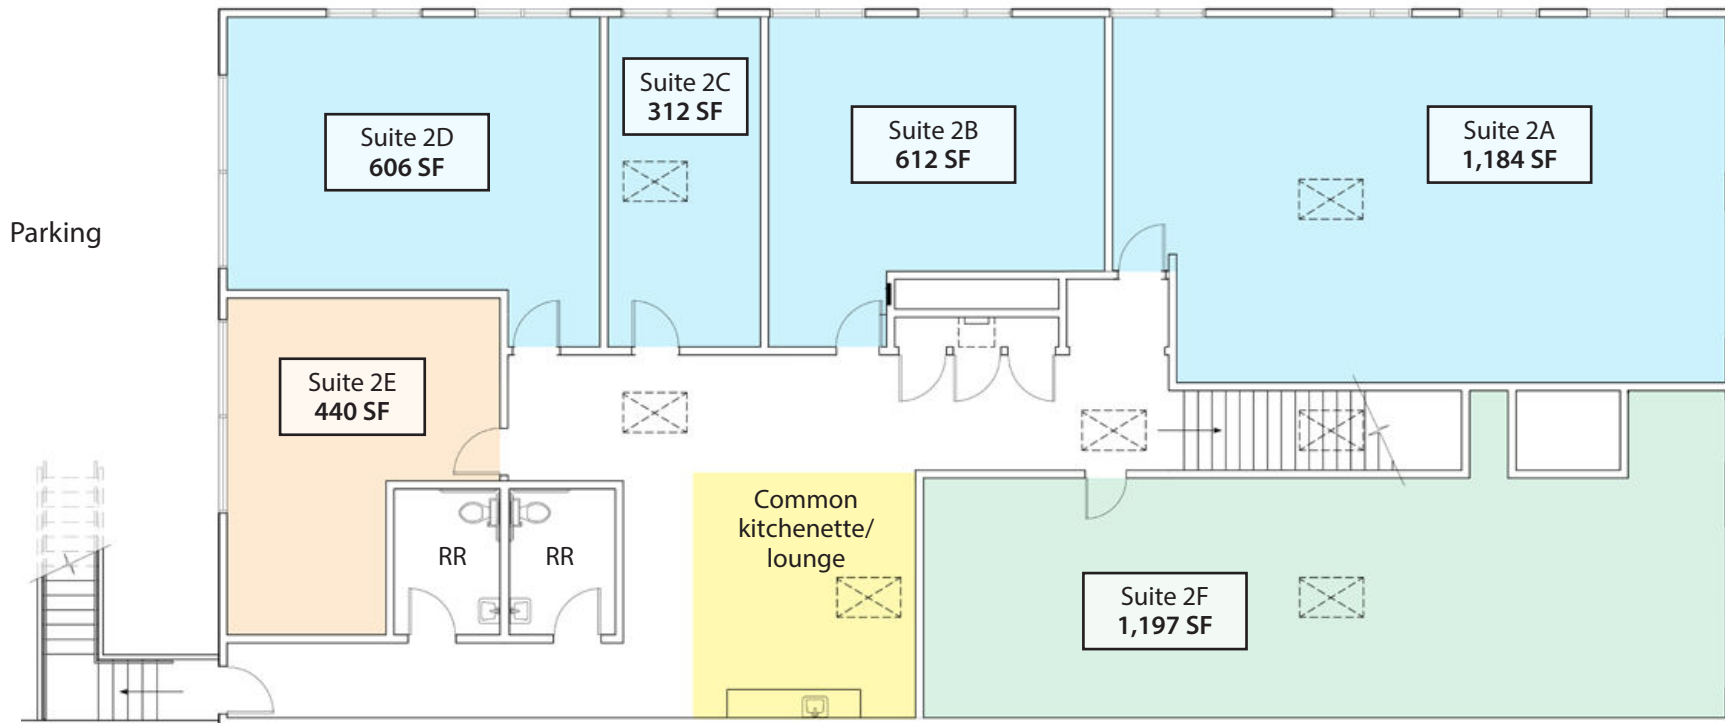 Suite 2C
312 SF
Suite 2D
606 SF
Suite 2B
612 SF
Suite 2A
1,184 SF
Parking
Suite 2E
440 SF
Common
kitchenette/
lounge
RR
RR
Suite 2F
1,197 SF